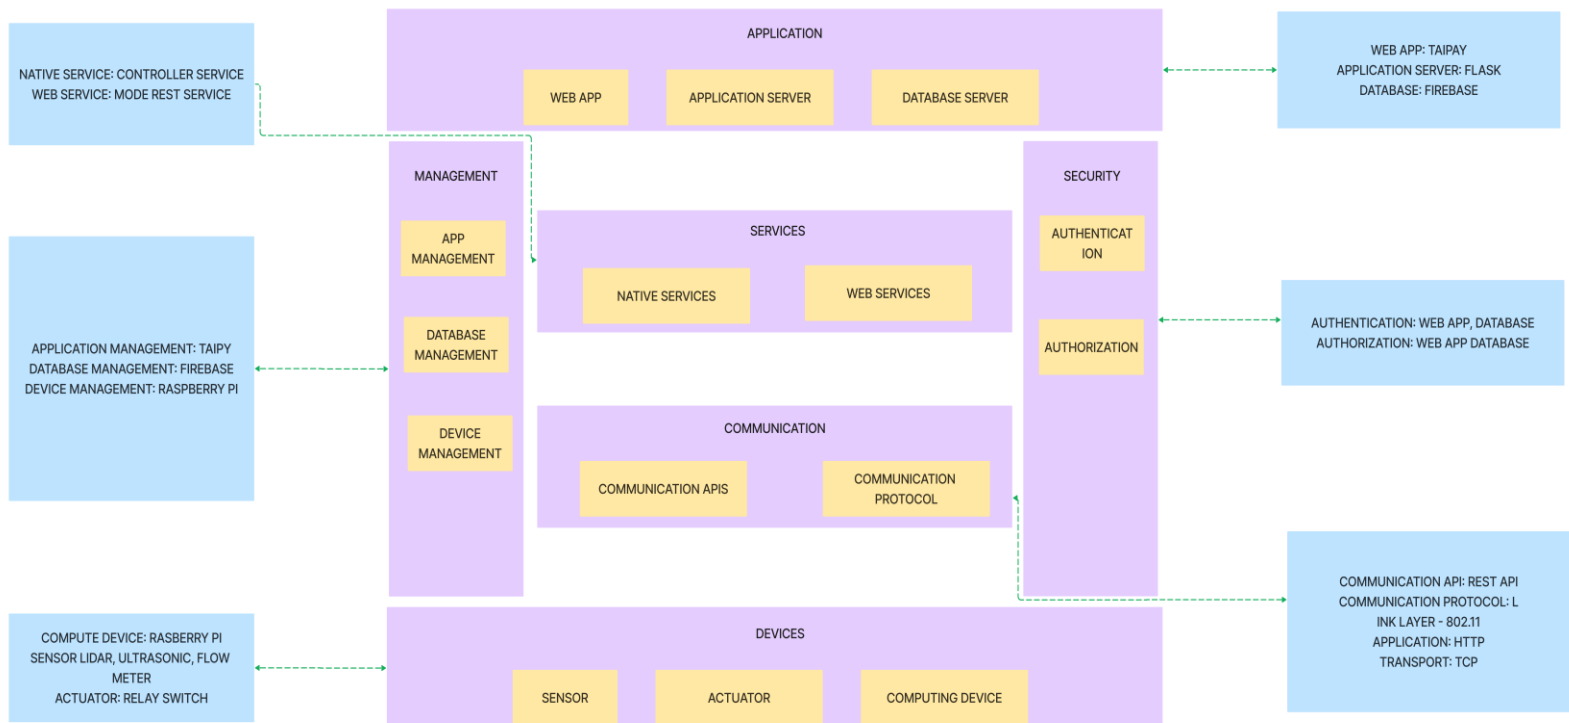 NATIVE SERVICE: CONTROLLER SERVICE
WEB SERVICE: MODE REST SERVICE
APPLICATION
WEB APP
APPLICATION SERVER
DATABASE SERVER
WEB APP: TAIPAY
APPLICATION SERVER: FLASK
DATABASE: FIREBASE
MANAGEMENT
APP
MANAGEMENT
DATABASE
MANAGEMENT
DEVICE
MANAGEMENT
SERVICES
NATIVE SERVICES
WEB SERVICES
SECURITY
AUTHENTICAT
ION
AUTHORIZATION
APPLICATION MANAGEMENT: TAIPY
DATABASE MANAGEMENT: FIREBASE
DEVICE MANAGEMENT: RASPBERRY PI
AUTHENTICATION: WEB APP, DATABASE
AUTHORIZATION: WEB APP DATABASE
COMMUNICATION
COMMUNICATION APIS
COMMUNICATION
PROTOCOL
COMMUNICATION API: REST API
COMMUNICATION PROTOCOL: L
INK LAYER - 802.11
APPLICATION: HTTP
TRANSPORT: TCP
COMPUTE DEVICE: RASBERRY PI
SENSOR LIDAR, ULTRASONIC, FLOW
METER
ACTUATOR: RELAY SWITCH
DEVICES
SENSOR
ACTUATOR
COMPUTING DEVICE